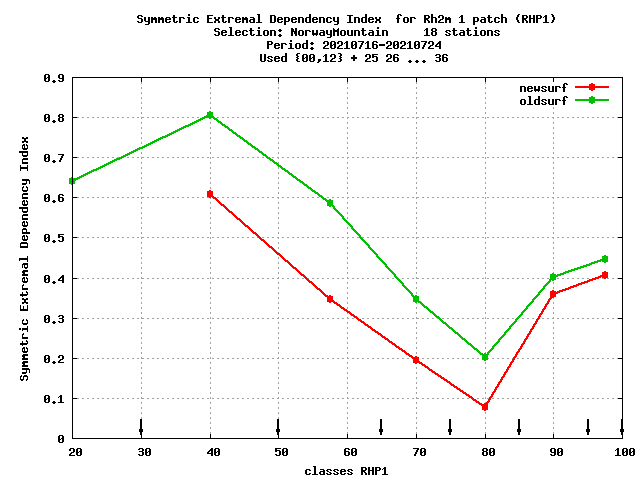 Symmetric Extremal Dependency Index  for Rh2m 1 patch (RHP1)
Selection: NorwayMountain     18 stations
Period: 20210716-20210724
Used {00,12} + 25 26 ... 36
newsurf
oldsurf
Symmetric Extremal Dependency Index
0.9
0.8
0.7
0.6
0.5
0.4
0.3
0.2
0.1
0
20 30 40 50 60 70 80 90 100
classes RHP1